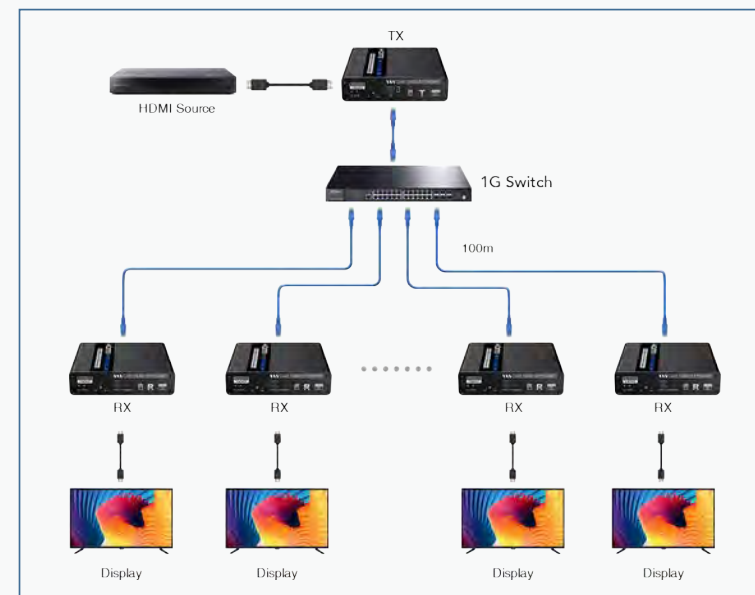 TX
HDMI Source
1G Switch
100m
RX
RX
RX
RX
Display
Display
Display
Display